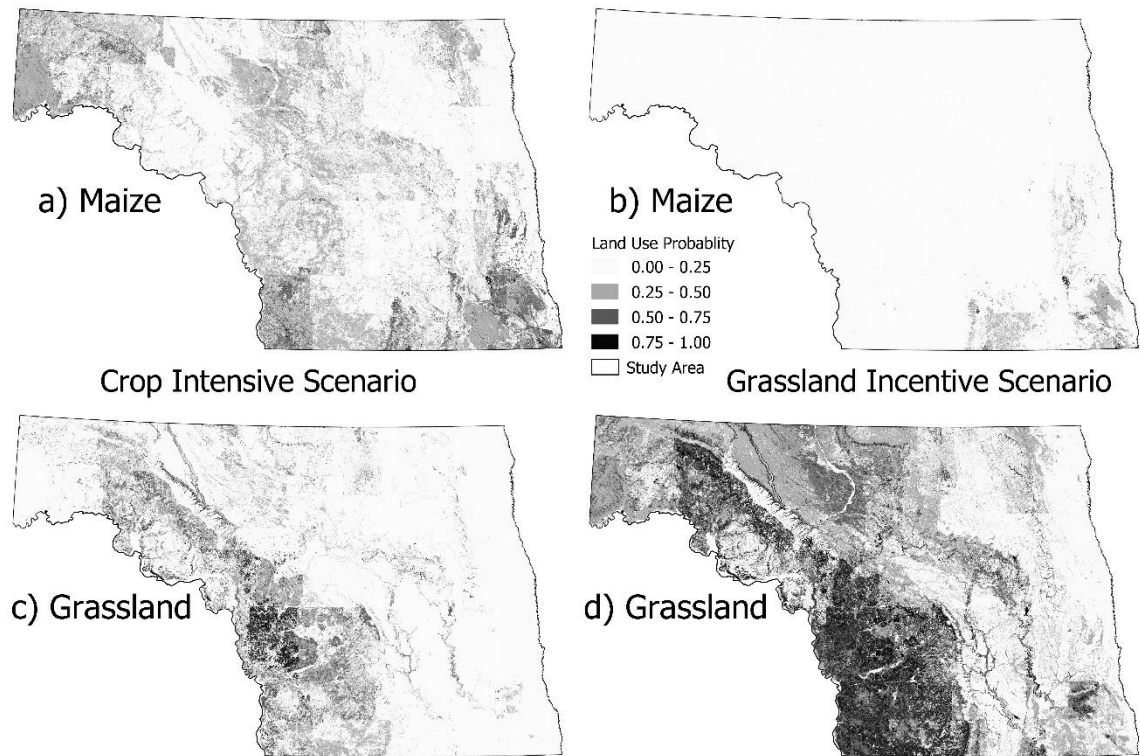 a) Maize
b) Maize
Land Use Probablity
0.00 - 0.25
0.25 - 0.50
0.50 - 0.75
0.75 - 1.00
Study Area
Crop Intensive Scenario
Grassland Incentive Scenario
c) Grassland
d) Grassland